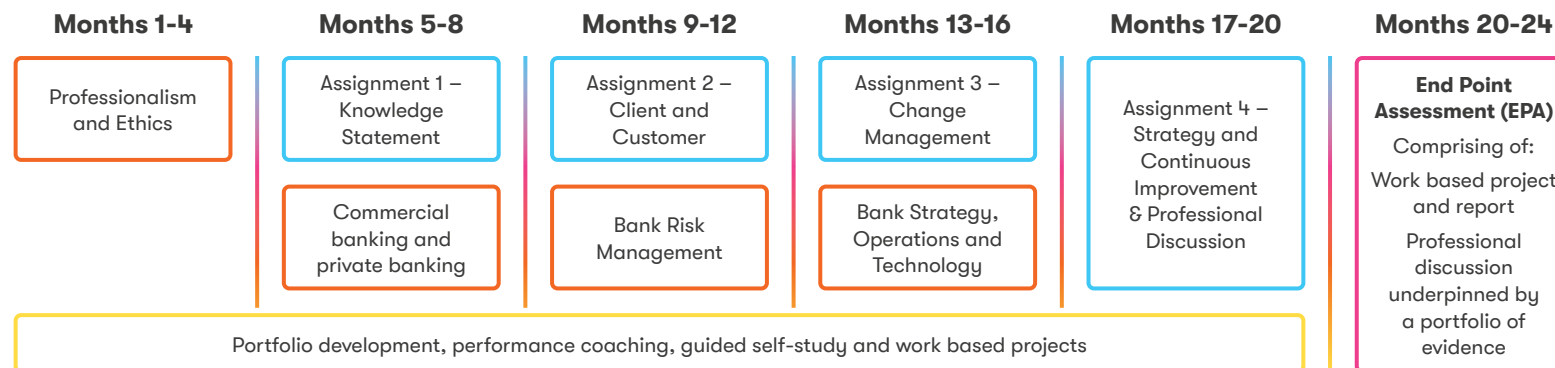 Months 1-4
Months 5-8
Months 9-12
Months 13-16
Months 17-20
Months 20-24
Professionalism
and Ethics
Assignment 1 –
Knowledge
Statement
Commercial
banking and
private banking
Assignment 2 –
Client and
Customer
Bank Risk
Management
Assignment 3 –
Change
Management
Bank Strategy,
Operations and
Technology
Assignment 4 –
Strategy and
Continuous
Improvement
& Professional
Discussion
End Point
Assessment (EPA)
Comprising of:
Work based project
and report
Professional
discussion
underpinned by
a portfolio of
evidence
Portfolio development, performance coaching, guided self-study and work based projects